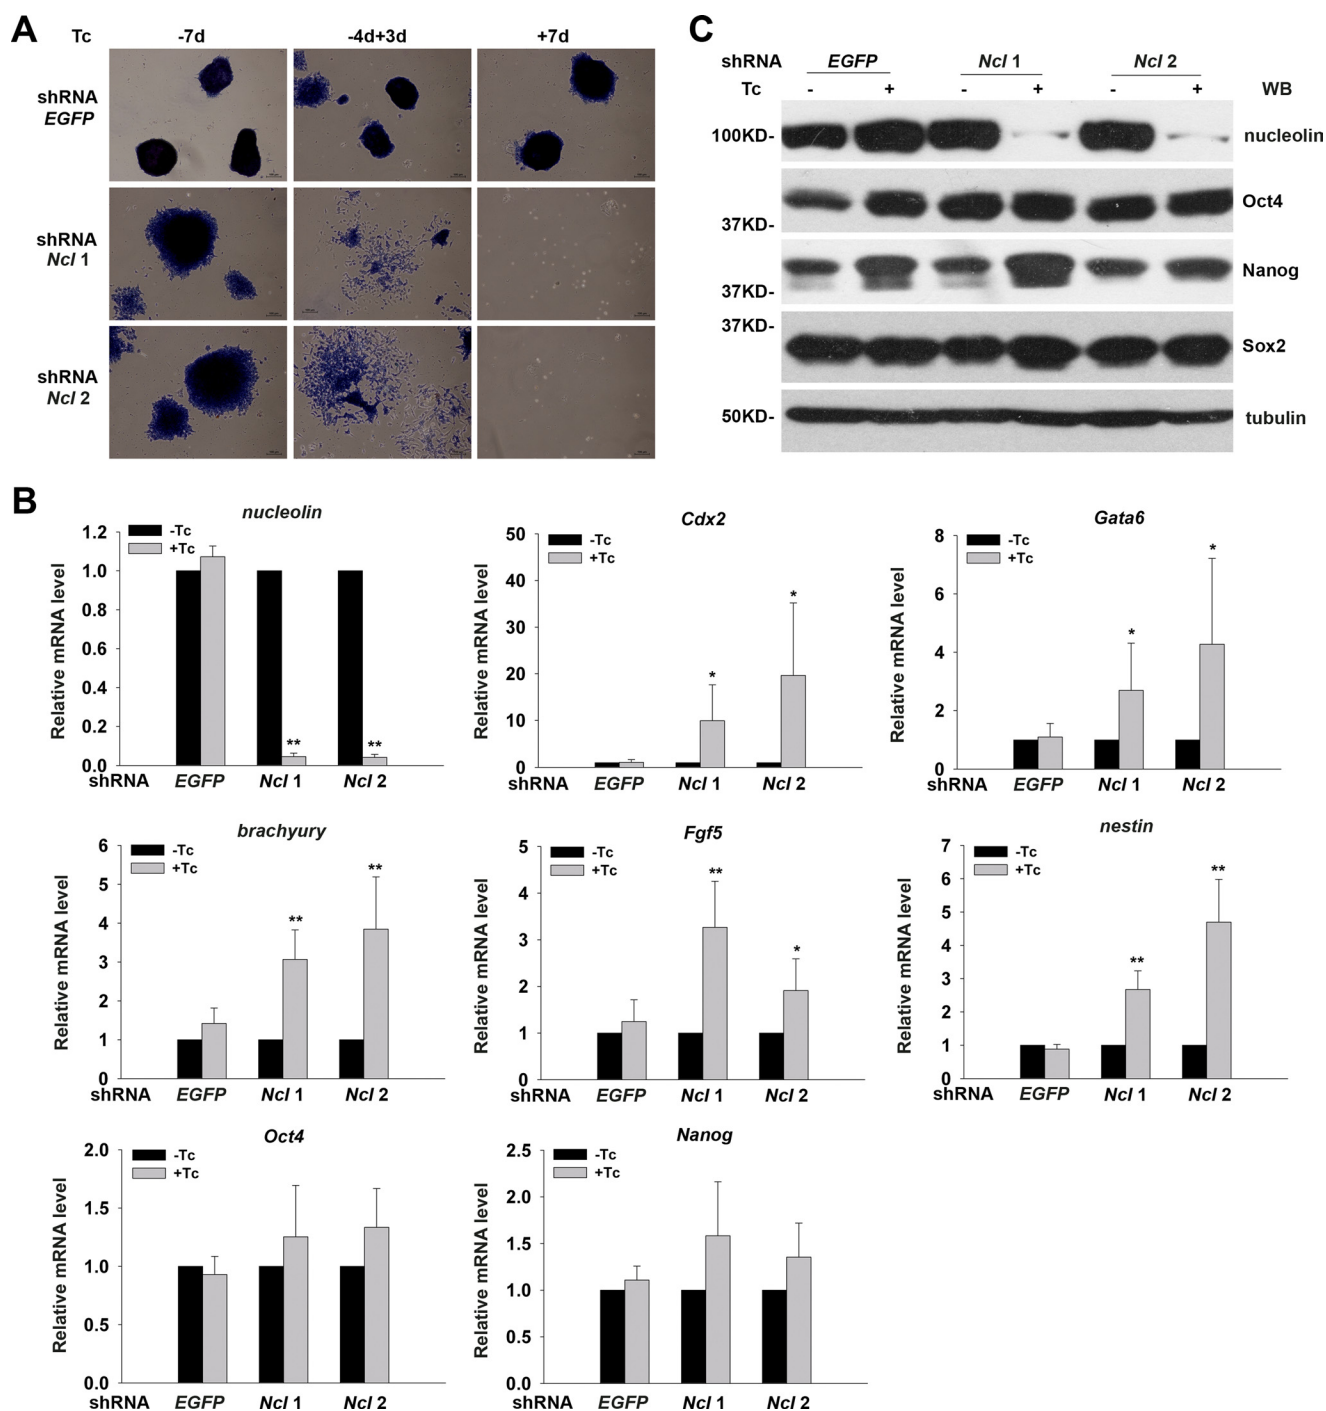 A
Tc -7d -4d+3d +7d
shRNA
EGFP
shRNA
Ncl 1
shRNA
Ncl 2
C
shRNA EGFP Ncl 1 Ncl 2
Tc - + - + - + WB
100KD- nucleolin
Oct4
37KD-
Nanog
37KD-
37KD-
Sox2
50KD- tubulin
B
nucleolin
-Tc
+Tc
Relative mRNA level
1.2
1.0
0.8
0.6
0.4
0.2
0.0
** **
shRNA EGFP Ncl 1 Ncl 2
Cdx2
-Tc
+Tc
Relative mRNA level
50
40
30
20
10
0
* *
shRNA EGFP Ncl 1 Ncl 2
Gata6
-Tc
+Tc
Relative mRNA level
8
6
4
2
0
* *
shRNA EGFP Ncl 1 Ncl 2
brachyury
-Tc
+Tc
Relative mRNA level
6
5
4
3
2
1
0
** **
shRNA EGFP Ncl 1 Ncl 2
Fgf5
-Tc
+Tc
Relative mRNA level
5
4
3
2
1
0
** *
shRNA EGFP Ncl 1 Ncl 2
nestin
-Tc
+Tc
Relative mRNA level
7
6
5
4
3
2
1
0
** **
shRNA EGFP Ncl 1 Ncl 2
Oct4
-Tc
+Tc
Relative mRNA level
2.0
1.5
1.0
0.5
0.0
shRNA EGFP Ncl 1 Ncl 2
Nanog
-Tc
+Tc
Relative mRNA level
2.5
2.0
1.5
1.0
0.5
0.0
shRNA EGFP Ncl 1 Ncl 2